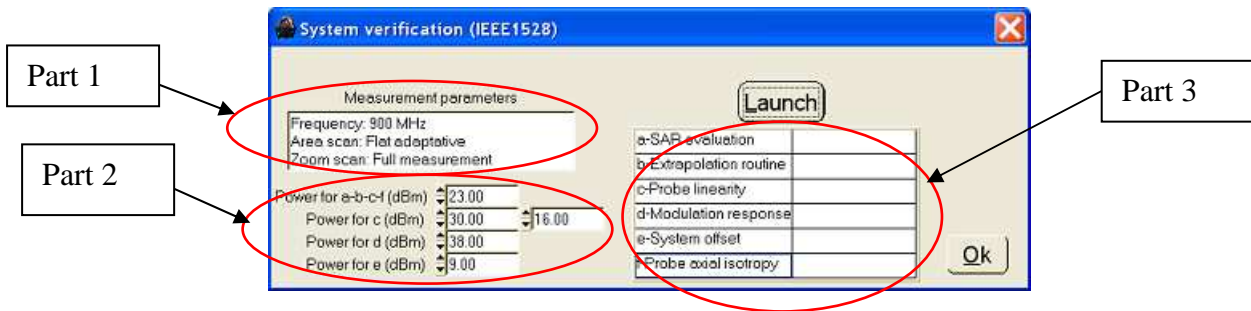 System verification (IEEE1528)
Part 1
Part 2
Part 3
Measurement parameters
Frequency: 900 MHz
Area scan: Flat adaptative
Zoom scan: Full measurement
Power for a-b-c-f (dBm) 23.00
Power for c (dBm) 30.00 16.00
Power for d (dBm) 38.00
Power for e (dBm) 9.00
Launch
a-SAR evaluation
b-Extrapolation routine
c-Probe linearity
d-Modulation response
e-System offset
f-Probe axial isotropy
Ok